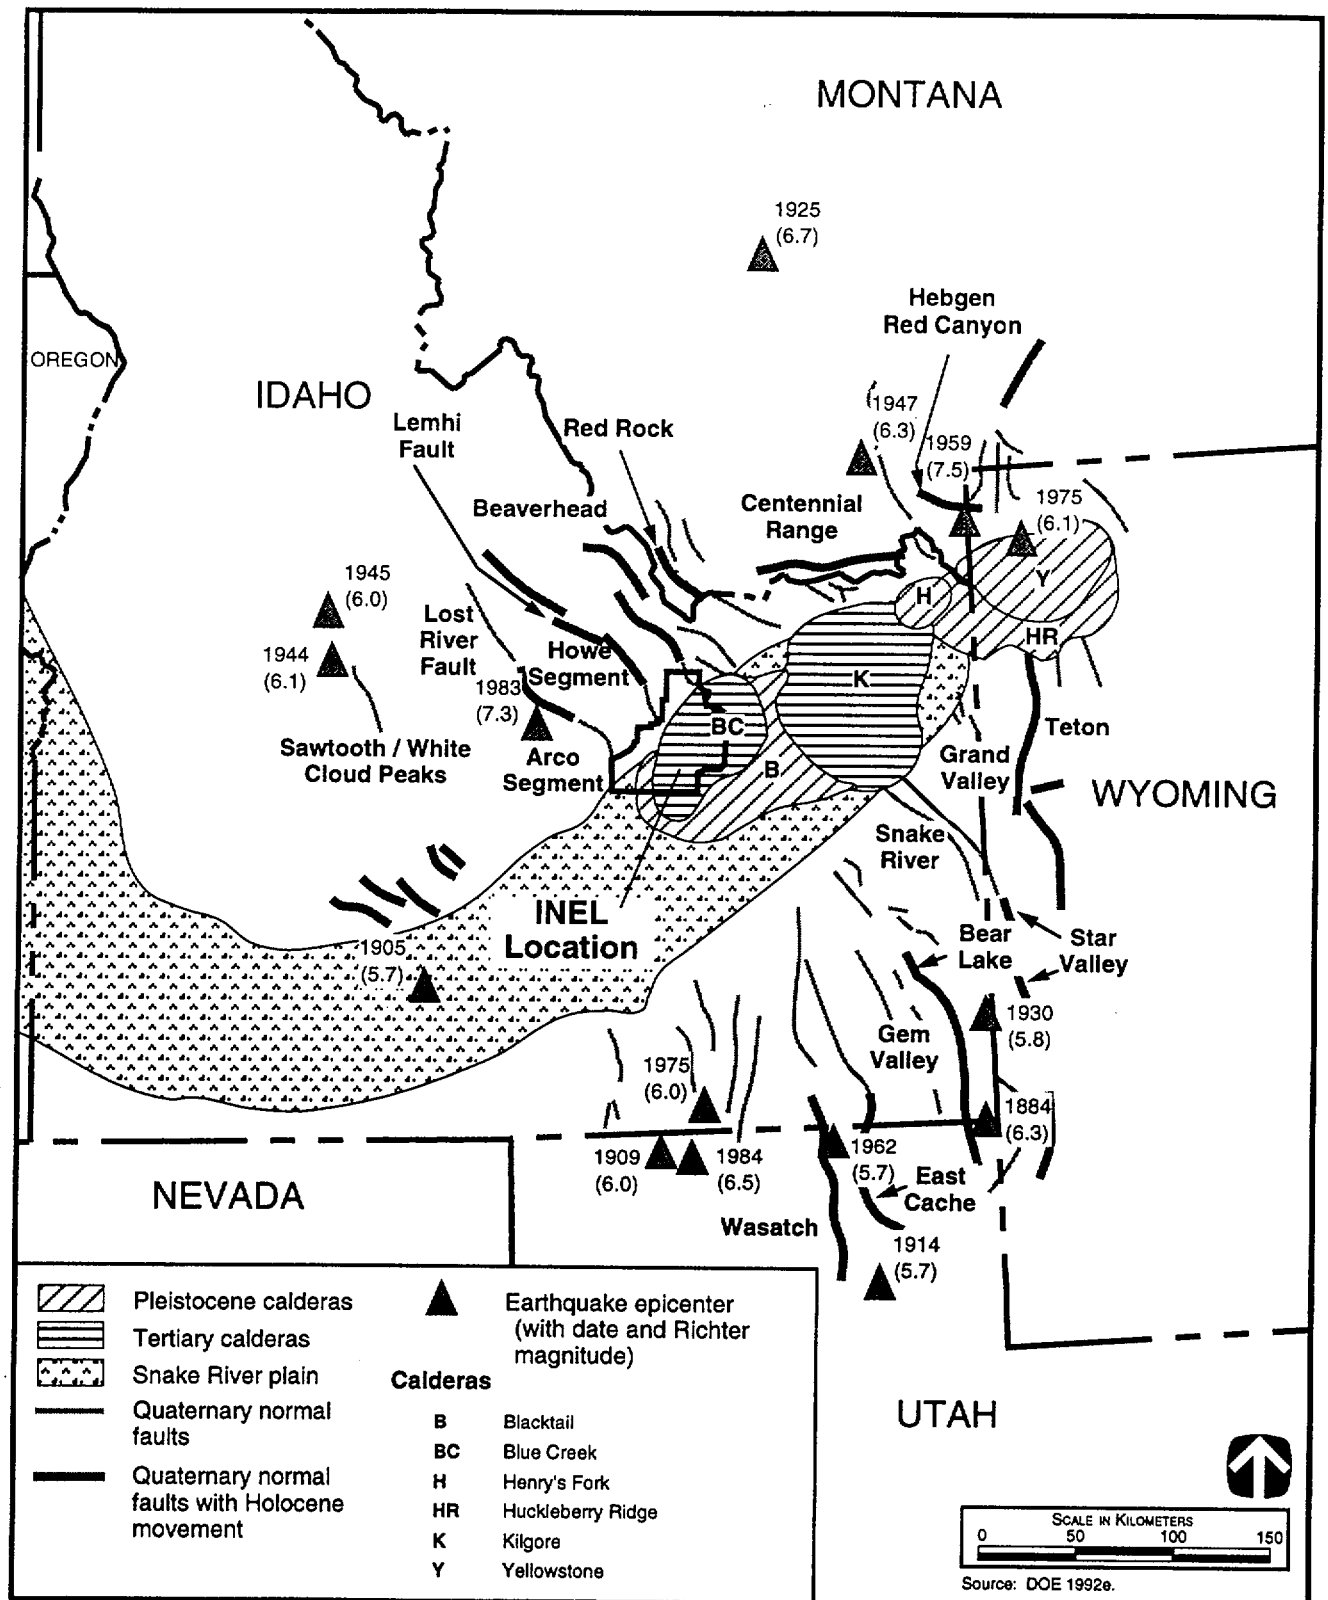 MONTANA
1925
(6.7)
Hebgen
Red Canyon
OREGON
IDAHO
Lemhi
Fault
Red Rock
1947
(6.3)
1959
(7.5)
Beaverhead
Centennial
Range
1975
(6.1)
1945
(6.0)
Lost
River
Fault
H
Y
HR
1944
(6.1)
Howe
Segment
1983
(7.3)
K
BC
Teton
Sawtooth / White
Cloud Peaks
Arco
Segment
B
Grand
Valley
WYOMING
Snake
River
INEL
Location
Bear
Lake
Star
Valley
1905
(5.7)
1930
(5.8)
Gem
Valley
1975
(6.0)
1884
(6.3)
1909
(6.0)
1984
(6.5)
1962
(5.7)
East
Cache
NEVADA
Wasatch
1914
(5.7)
Pleistocene calderas
Tertiary calderas
Snake River plain
Quaternary normal
faults
Quaternary normal
faults with Holocene
movement
Earthquake epicenter
(with date and Richter
magnitude)
Calderas
B Blacktail
BC Blue Creek
H Henry's Fork
HR Huckleberry Ridge
K Kilgore
Y Yellowstone
UTAH
SCALE IN KILOMETERS
0 50 100 150
Source: DOE 1992e.